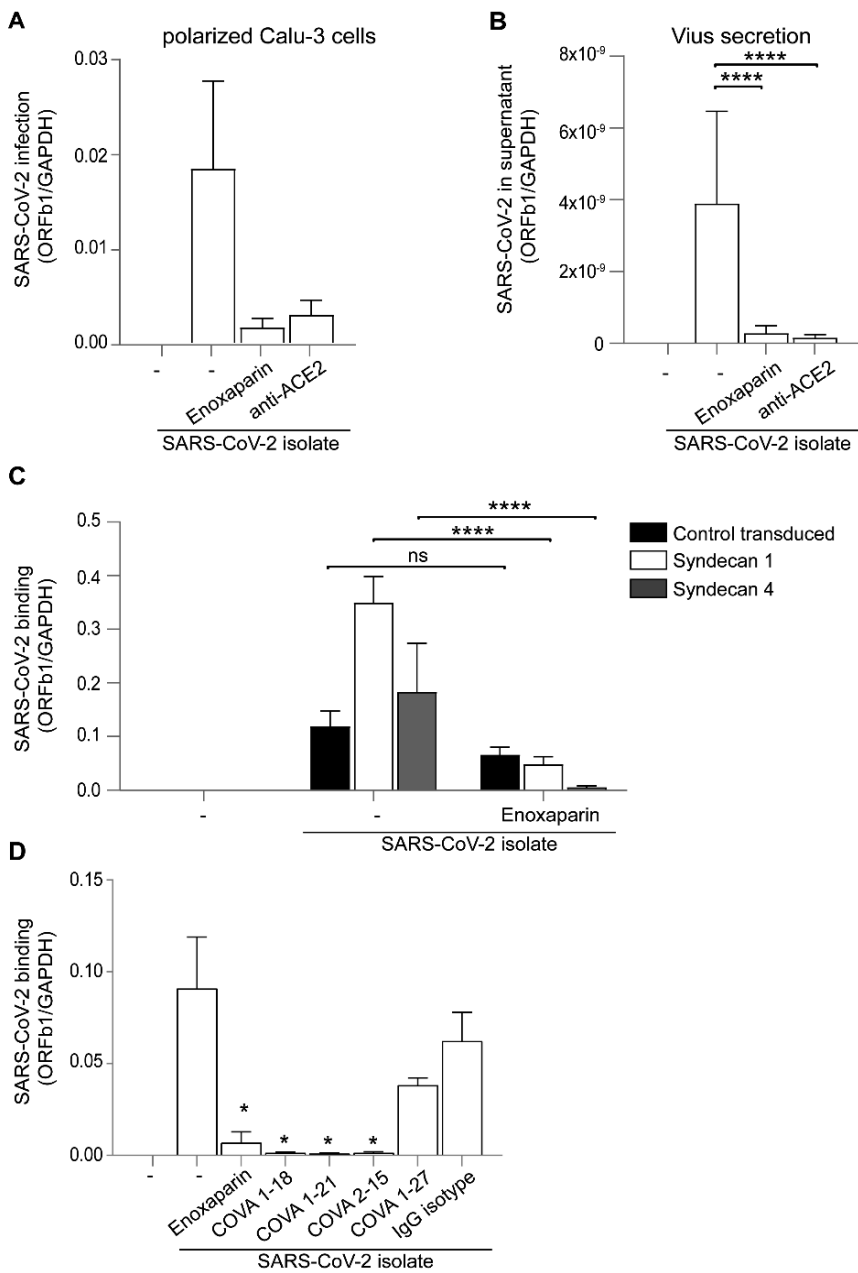 A
polarized Calu-3 cells
SARS-CoV-2 infection
(ORFb1/GAPDH)
0.03
0.02
0.01
0.00
-
-
Enoxaparin
anti-ACE2
SARS-CoV-2 isolate
B
Vius secretion
SARS-CoV-2 in supernatant
(ORFb1/GAPDH)
8x10-9
6x10-9
4x10-9
2x10-9
0
****
****
-
-
Enoxaparin
anti-ACE2
SARS-CoV-2 isolate
C
SARS-CoV-2 binding
(ORFb1/GAPDH)
0.5
0.4
0.3
0.2
0.1
0.0
****
****
ns
Control transduced
Syndecan 1
Syndecan 4
-
-
Enoxaparin
SARS-CoV-2 isolate
D
SARS-CoV-2 binding
(ORFb1/GAPDH)
0.15
0.10
0.05
0.00
*
*
*
*
-
-
Enoxaparin
COVA 1-18
COVA 1-21
COVA 2-15
COVA 1-27
IgG isotype
SARS-CoV-2 isolate